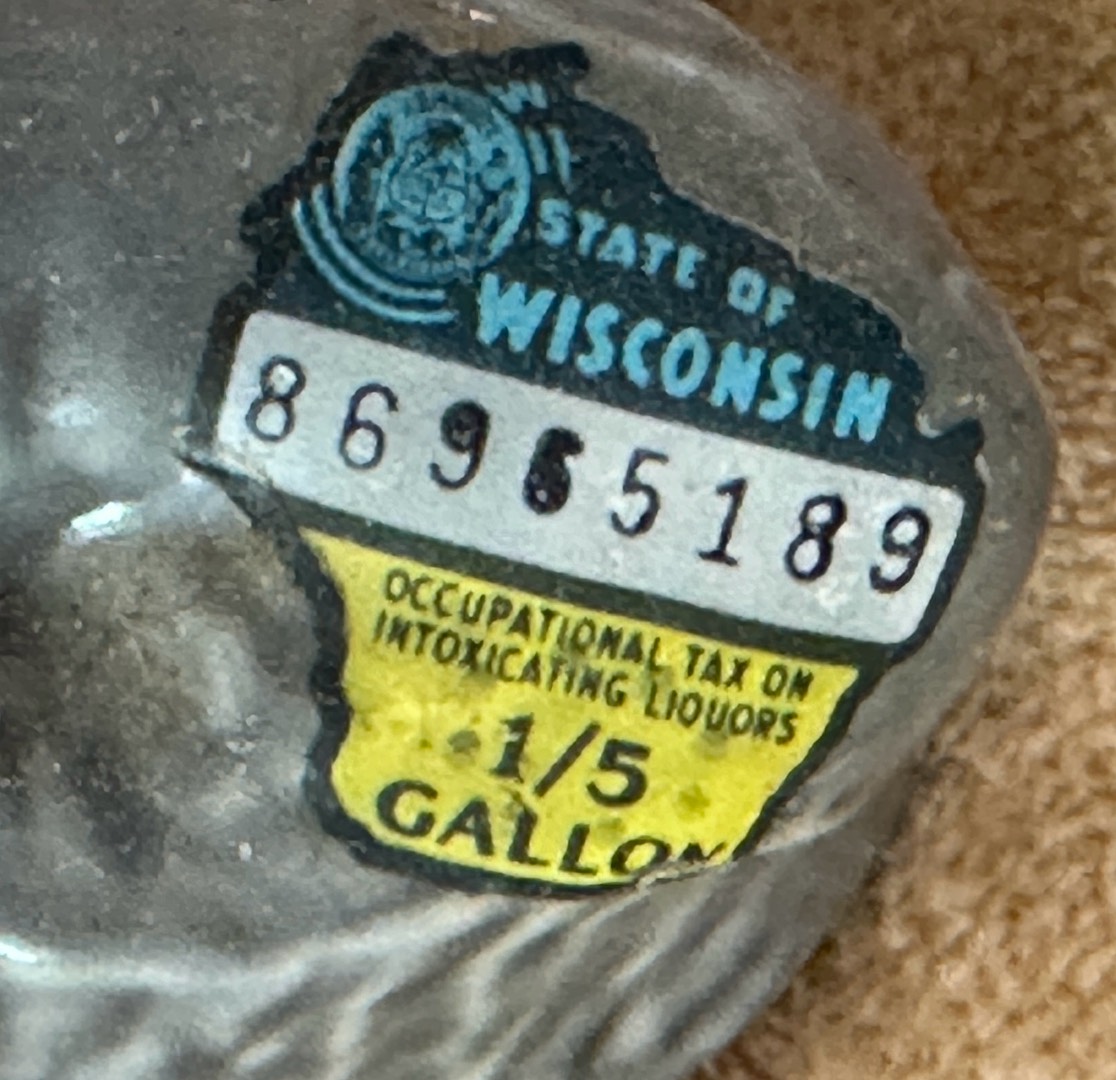 STATE OF
WISCONSIN
86965189
OCCUPATIONAL TAX ON
INTOXICATING LIQUORS
1/5
GALLON